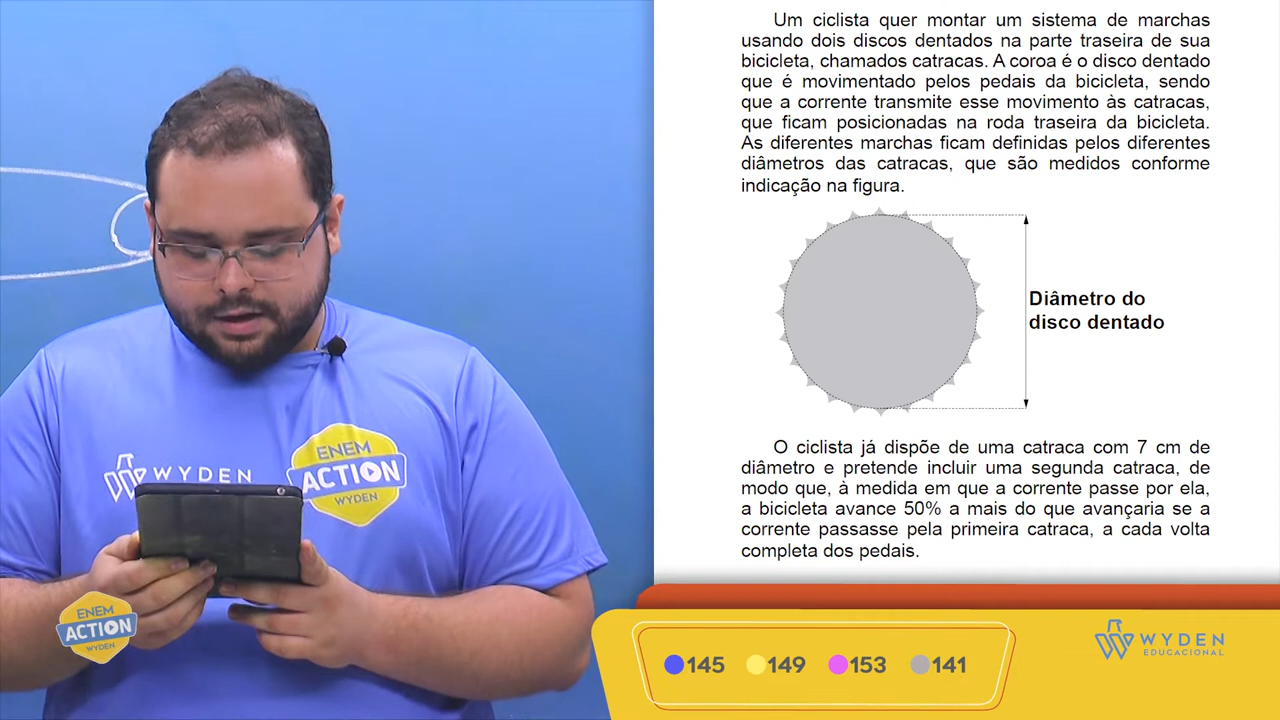 Um ciclista quer montar um sistema de marchas
usando dois discos dentados na parte traseira de sua
bicicleta, chamados catracas. A coroa é o disco dentado
que é movimentado pelos pedais da bicicleta, sendo
que a corrente transmite esse movimento às catracas,
que ficam posicionadas na roda traseira da bicicleta.
As diferentes marchas ficam definidas pelos diferentes
diâmetros das catracas, que são medidos conforme
indicação na figura.
Diâmetro do
disco dentado
O ciclista já dispõe de uma catraca com 7 cm de
diâmetro e pretende incluir uma segunda catraca, de
modo que, à medida em que a corrente passe por ela,
a bicicleta avance 50% a mais do que avançaria se a
corrente passasse pela primeira catraca, a cada volta
completa dos pedais.
WYDEN
ENEM
ACTION
WYDEN
ENEM
ACTION
WYDEN
145 149 153 141
WYDEN
EDUCACIONAL